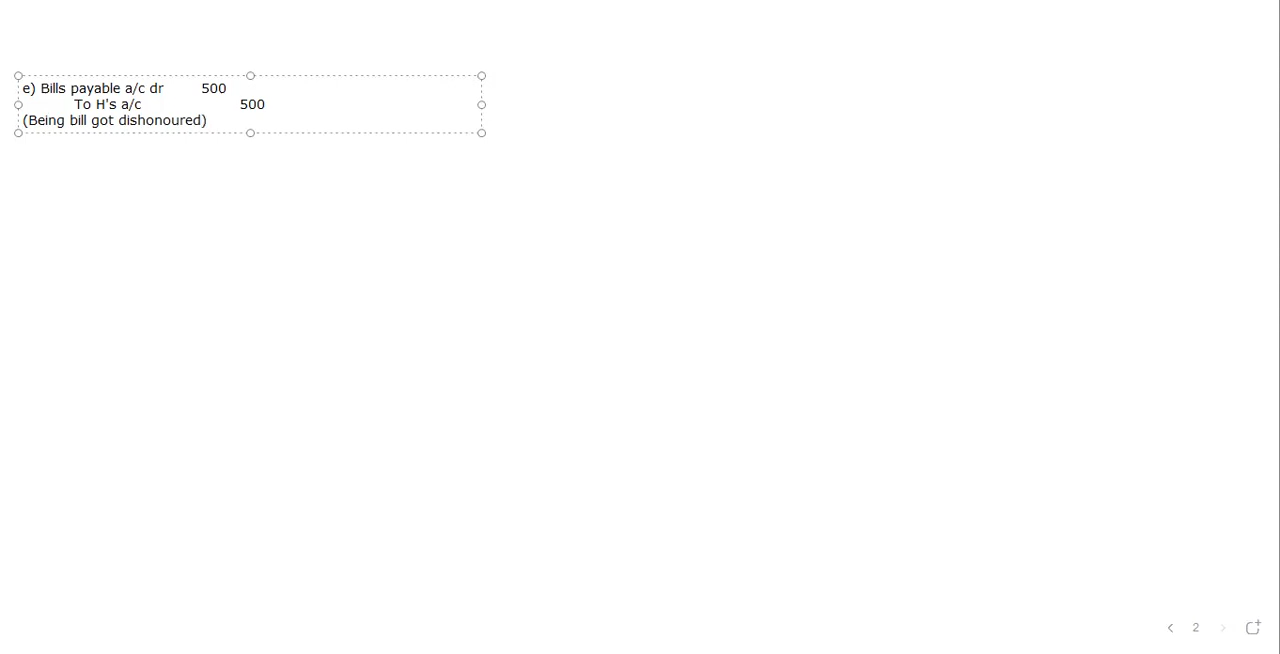 e) Bills payable a/c dr 500
To H's a/c 500
(Being bill got dishonoured)
2